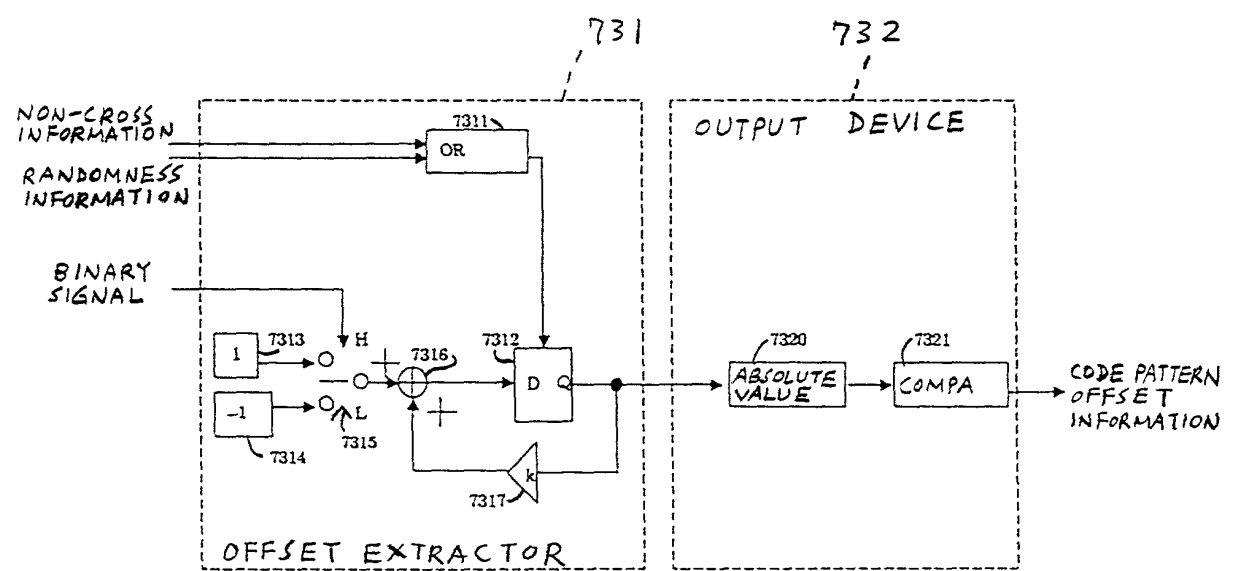 731
732
NON-CROSS
INFORMATION
RANDOMNESS
INFORMATION
7311
OR
OUTPUT DEVICE
BINARY
SIGNAL
1
7313
H
+
7316
7312
D Q
-1
L
7315
7314
+
k
7317
7320
ABSOLUTE
VALUE
7321
COMPA
CODE PATTERN
OFFSET
INFORMATION
OFFSET EXTRACTOR